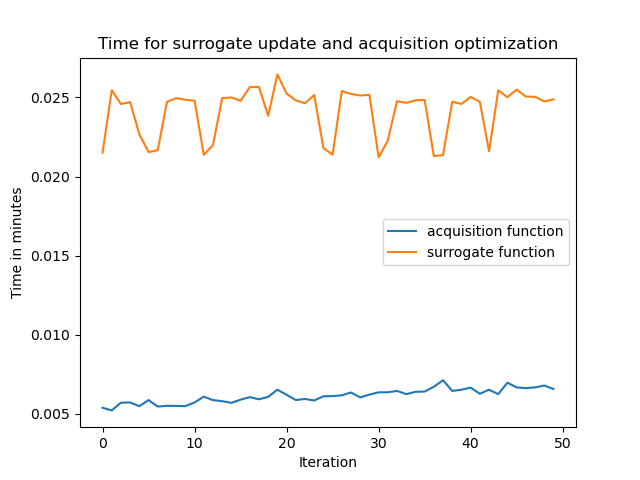 Time for surrogate update and acquisition optimization
0.025
0.020
0.015
0.010
0.005
Time in minutes
acquisition function
surrogate function
0 10 20 30 40 50
Iteration